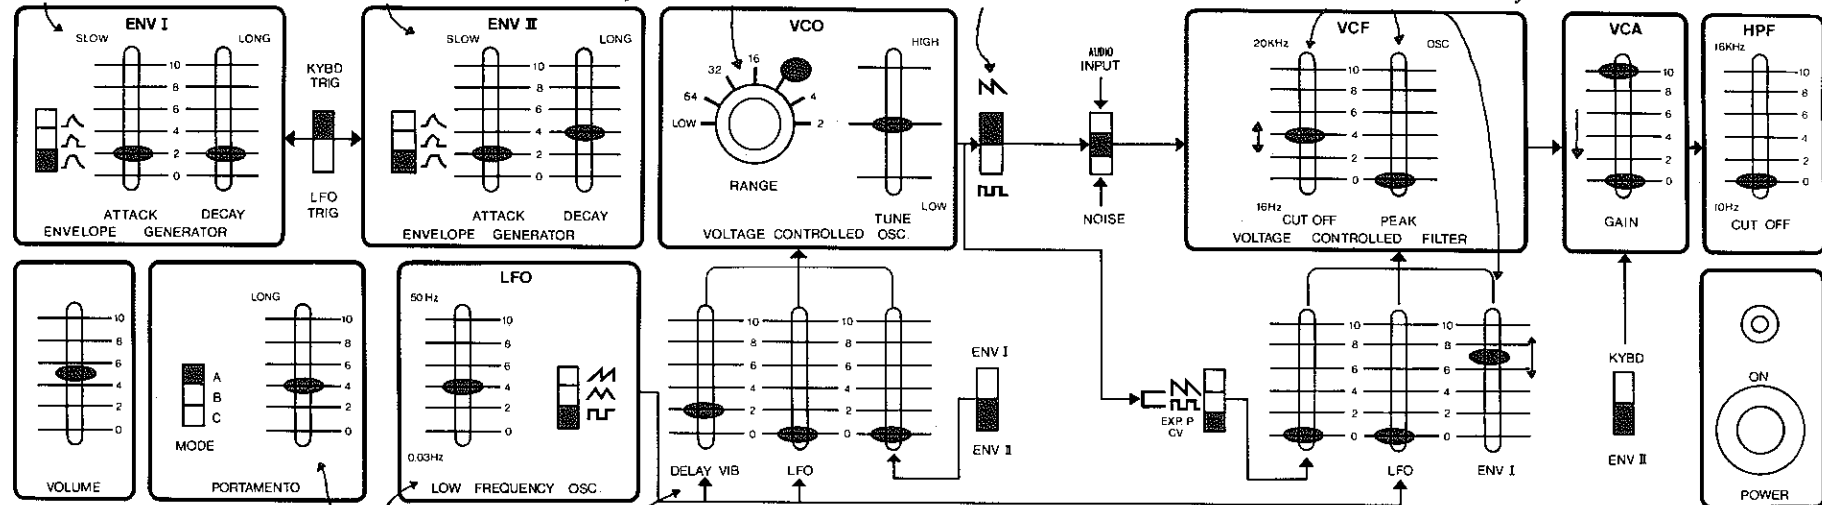 ENV I
SLOW
LONG
10
8
6
4
2
0
ATTACK DECAY
ENVELOPE GENERATOR
KYBD
TRIG
LFO
TRIG
ENV II
SLOW
LONG
10
8
6
4
2
0
ATTACK DECAY
ENVELOPE GENERATOR
VCO
16
32
64
LOW
4
2
RANGE
HIGH
LOW
TUNE
VOLTAGE CONTROLLED OSC.
AUDIO
INPUT
NOISE
VCF
20KHz
OSC
10
8
6
4
2
0
16Hz
CUT OFF PEAK
VOLTAGE CONTROLLED FILTER
VCA
10
8
6
4
2
0
GAIN
HPF
16KHz
10
8
6
4
2
0
10Hz
CUT OFF
10
8
6
4
2
0
VOLUME
LONG
10
8
6
4
2
0
A
B
C
MODE
PORTAMENTO
LFO
50 Hz
10
8
6
4
2
0
0.03Hz
LOW FREQUENCY OSC.
10 10
8 8
6 6
4 4
2 2
0 0
DELAY VIB LFO
ENV I
ENV II
EXP. P
CV
10 10
8 8
6 6
4 4
2 2
0 0
LFO ENV I
KYBD
ENV II
ON
POWER